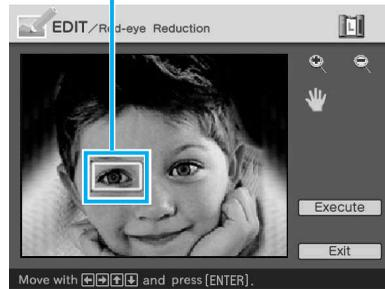 EDIT/Red-eye Reduction
L
Execute
Exit
Move with ←→↑↓ and press [ENTER].